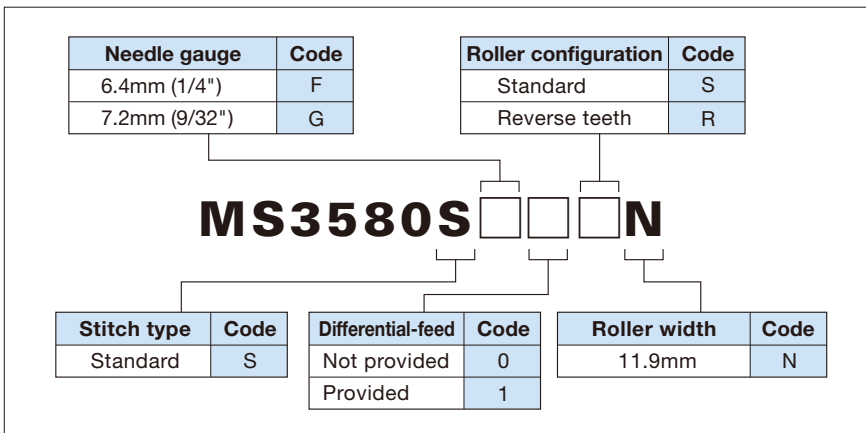 Needle gauge Code
6.4mm (1/4") F
7.2mm (9/32") G
Roller configuration Code
Standard S
Reverse teeth R
MS3580S□□□N
Stitch type Code
Standard S
Differential-feed Code
Not provided 0
Provided 1
Roller width Code
11.9mm N